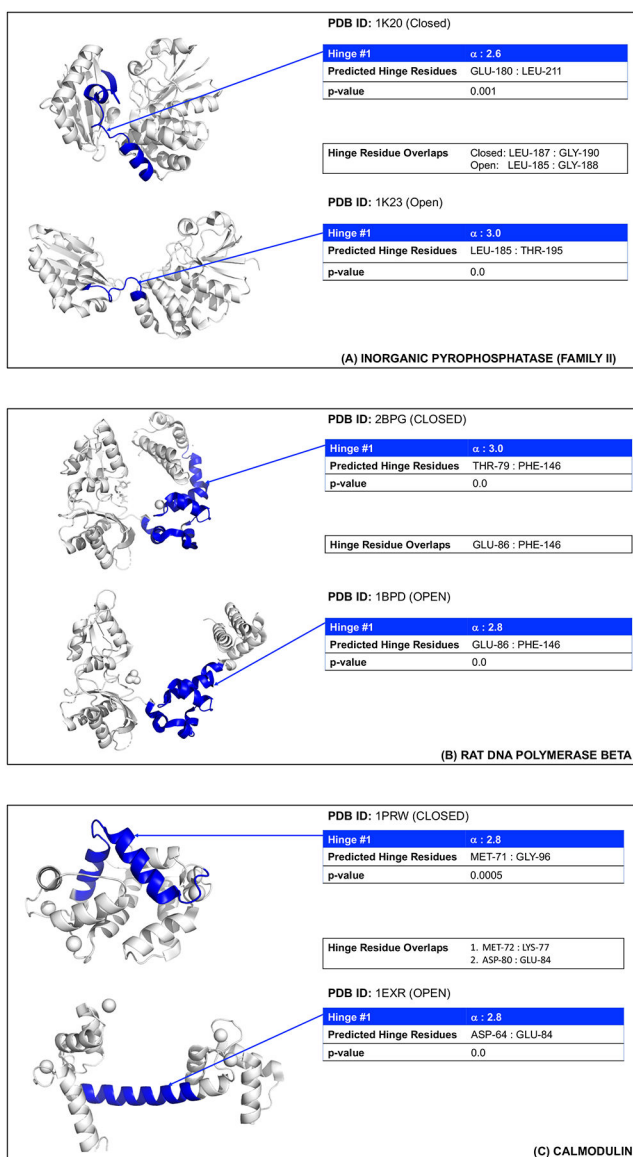 PDB ID: 1K20 (Closed)
Hinge #1 α : 2.6
Predicted Hinge Residues GLU-180 : LEU-211
p-value 0.001
Hinge Residue Overlaps Closed: LEU-187 : GLY-190
Open: LEU-185 : GLY-188
PDB ID: 1K23 (Open)
Hinge #1 α : 3.0
Predicted Hinge Residues LEU-185 : THR-195
p-value 0.0
(A) INORGANIC PYROPHOSPHATASE (FAMILY II)
PDB ID: 2BPG (CLOSED)
Hinge #1 α : 3.0
Predicted Hinge Residues THR-79 : PHE-146
p-value 0.0
Hinge Residue Overlaps GLU-86 : PHE-146
PDB ID: 1BPD (OPEN)
Hinge #1 α : 2.8
Predicted Hinge Residues GLU-86 : PHE-146
p-value 0.0
(B) RAT DNA POLYMERASE BETA
PDB ID: 1PRW (CLOSED)
Hinge #1 α : 2.8
Predicted Hinge Residues MET-71 : GLY-96
p-value 0.0005
Hinge Residue Overlaps 1. MET-72 : LYS-77
2. ASP-80 : GLU-84
PDB ID: 1EXR (OPEN)
Hinge #1 α : 2.8
Predicted Hinge Residues ASP-64 : GLU-84
p-value 0.0
(C) CALMODULIN